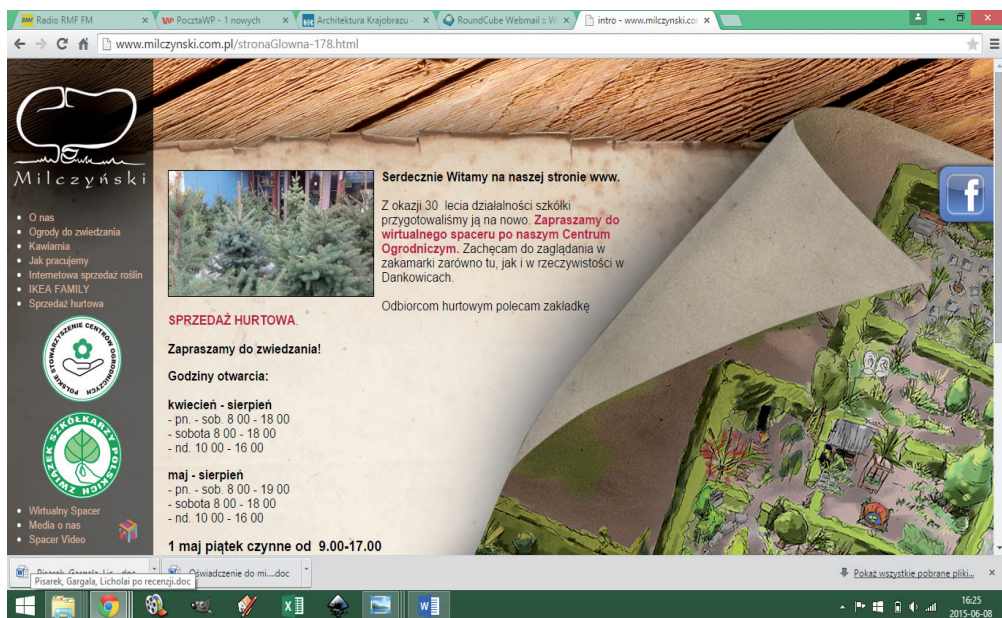 Radio RMF FM
PocztaWP - 1 nowych
Architektura Krajobrazu -
RoundCube Webmail :: W
intro - www.milczynski.co
www.milczynski.com.pl/stronaGlowna-178.html
Milczyński
O nas
Ogrody do zwiedzania
Kawiarnia
Jak pracujemy
Internetowa sprzedaż roślin
IKEA FAMILY
Sprzedaż hurtowa
POLSKIE STOWARZYSZENIE CENTRÓW OGRODNICZYCH
ZWIĄZEK SZKÓŁKARZY POLSKICH
Wirtualny Spacer
Media o nas
Spacer Video
Serdecznie Witamy na naszej stronie www.
Z okazji 30 lecia działalności szkółki
przygotowaliśmy ją na nowo. Zapraszamy do
wirtualnego spaceru po naszym Centrum
Ogrodniczym. Zachęcam do zaglądania w
zakamarki zarówno tu, jak i w rzeczywistości w
Dankowicach.
Odbiorcom hurtowym polecam zakładkę
SPRZEDAŻ HURTOWA.
Zapraszamy do zwiedzania!
Godziny otwarcia:
kwiecień - sierpień
- pn. - sob. 8 00 - 18 00
- sobota 8 00 - 18 00
- nd. 10 00 - 16 00
maj - sierpień
- pn. - sob. 8 00 - 19 00
- sobota 8 00 - 18 00
- nd. 10 00 - 16 00
1 maj piątek czynne od 9.00-17.00
f
Oświadczenie do mi....doc
Pokaż wszystkie pobrane pliki...
Pisarek, Gargala, Licholai po recenzji.doc
16:25
2015-06-08